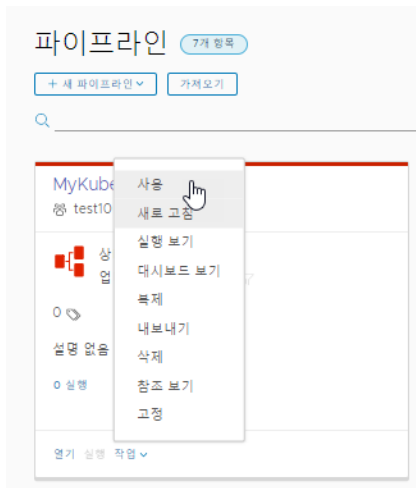 파이프라인 7개 항목
+ 새 파이프라인 가져오기
MyKube
test10
사용
새로 고침
실행 보기
상
대시보드 보기
업
복제
0
내보내기
설명 없음
삭제
0 실행
참조 보기
고정
열기 실행 작업